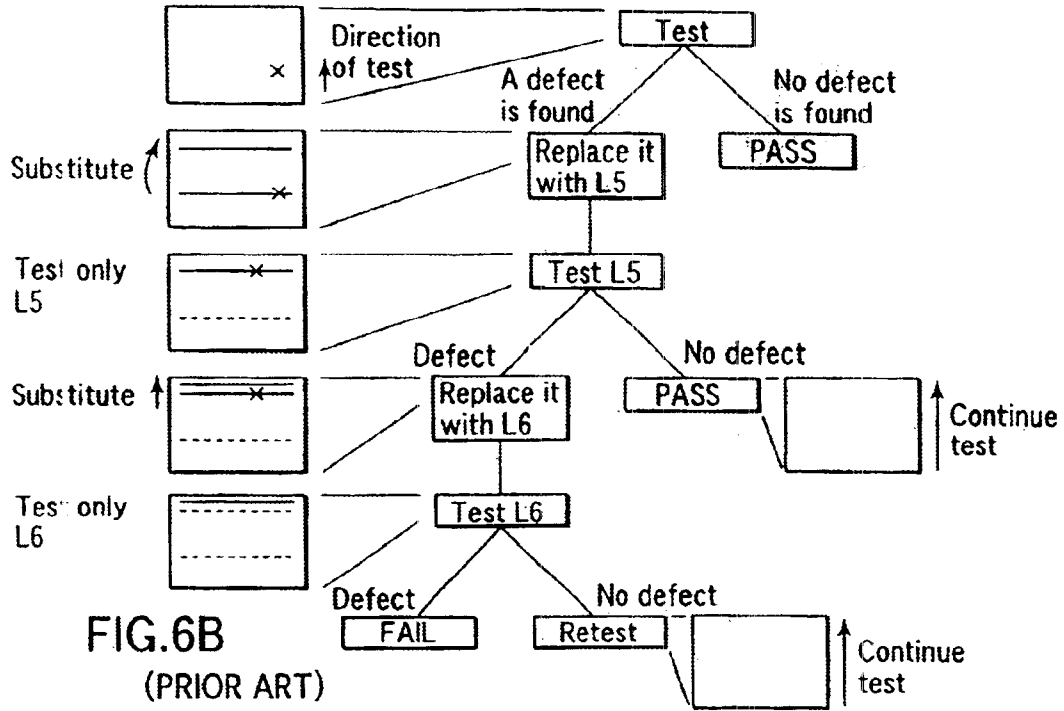 Direction
of test
Test
A defect
is found
No defect
is found
Substitute
Replace it
with L5
PASS
Test only
L5
Test L5
Defect
No defect
Substitute
Replace it
with L6
PASS
Continue
test
Test only
L6
Test L6
Defect
No defect
FAIL
Retest
Continue
test
FIG.6B
(PRIOR ART)